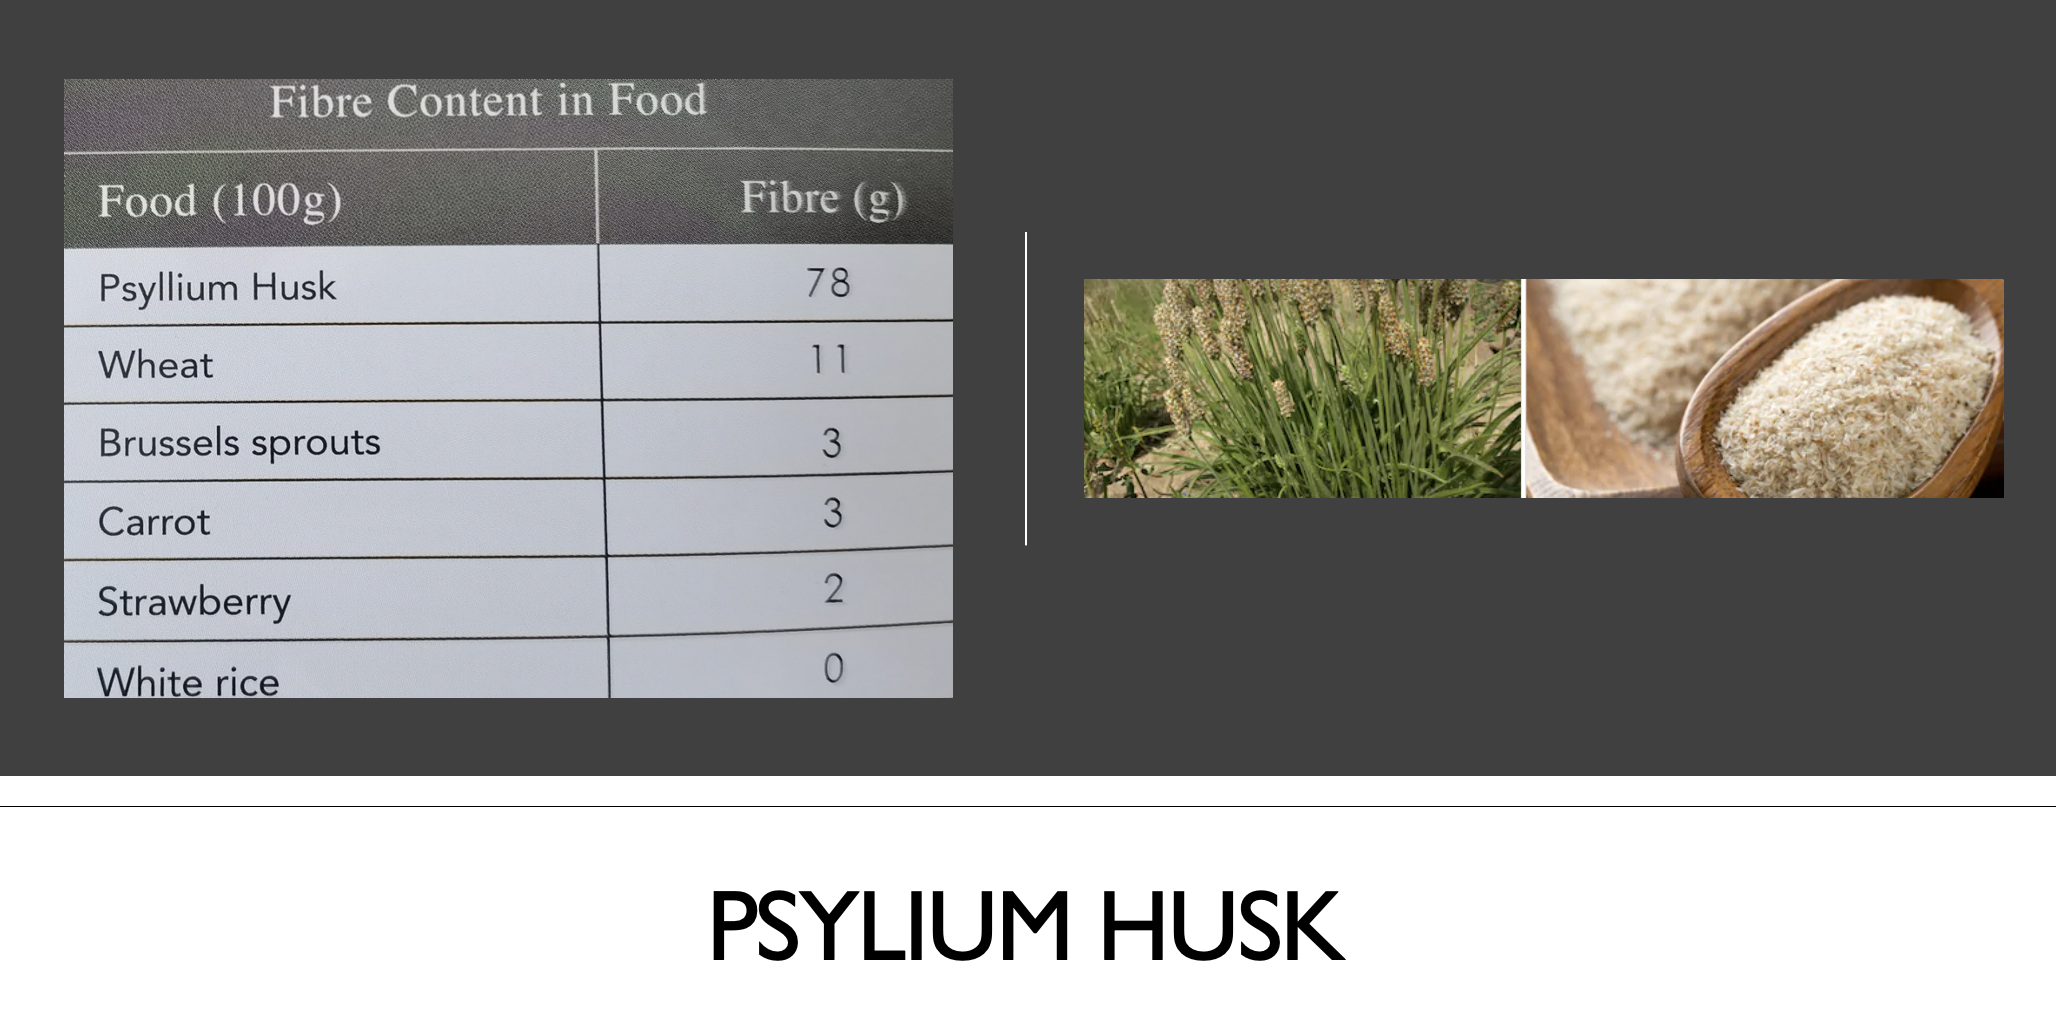 Fibre Content in Food
Food (100g) Fibre (g)
Psyllium Husk 78
Wheat 11
Brussels sprouts 3
Carrot 3
Strawberry 2
White rice 0
PSYLIUM HUSK